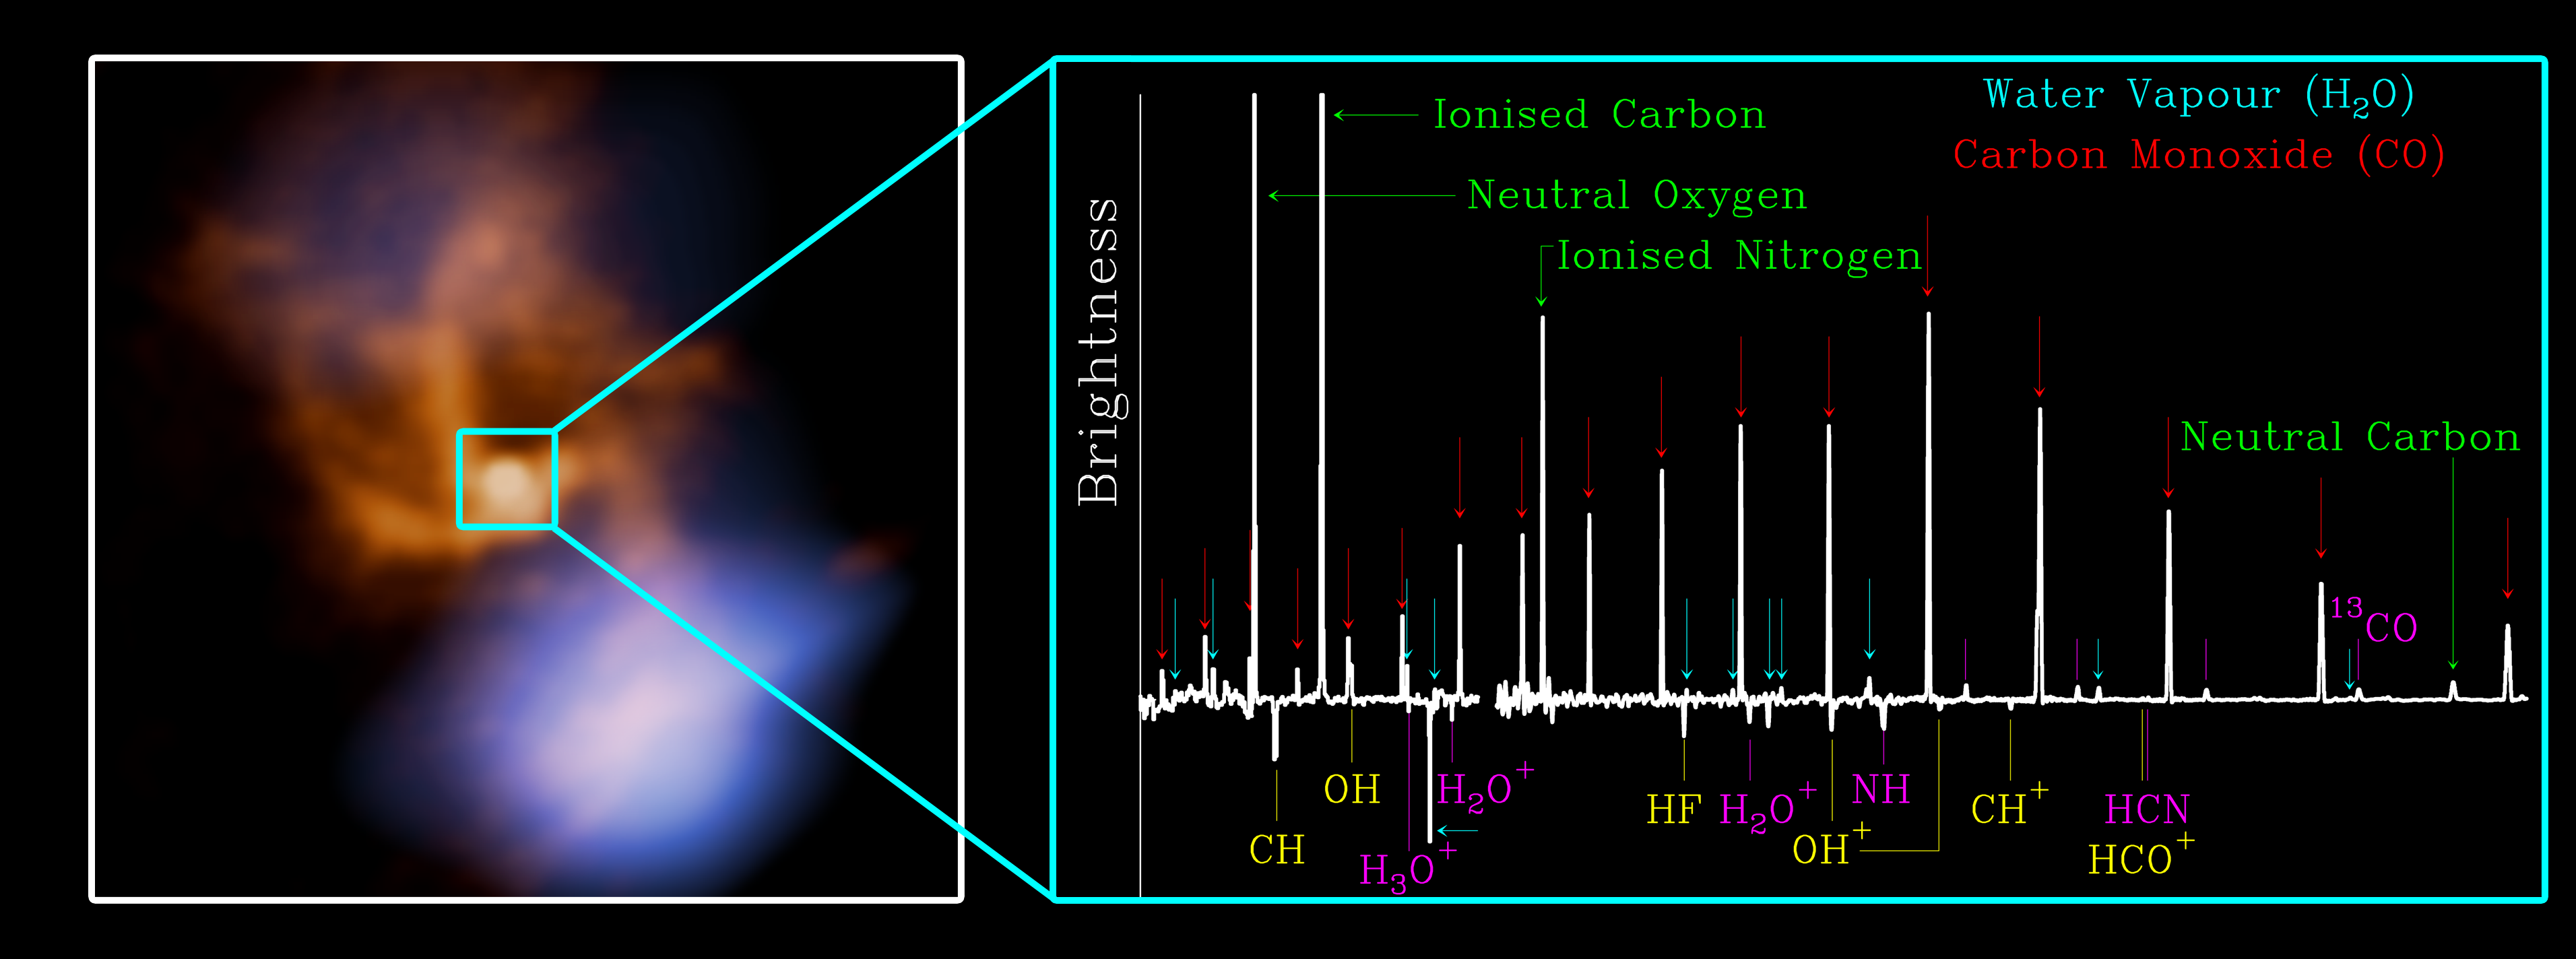 Brightness
Ionised Carbon
Neutral Oxygen
Ionised Nitrogen
Water Vapour (H₂O)
Carbon Monoxide (CO)
Neutral Carbon
¹³CO
CH
OH
H₃O⁺
H₂O⁺
HF
H₂O⁺
OH⁺
NH
CH⁺
HCN
HCO⁺